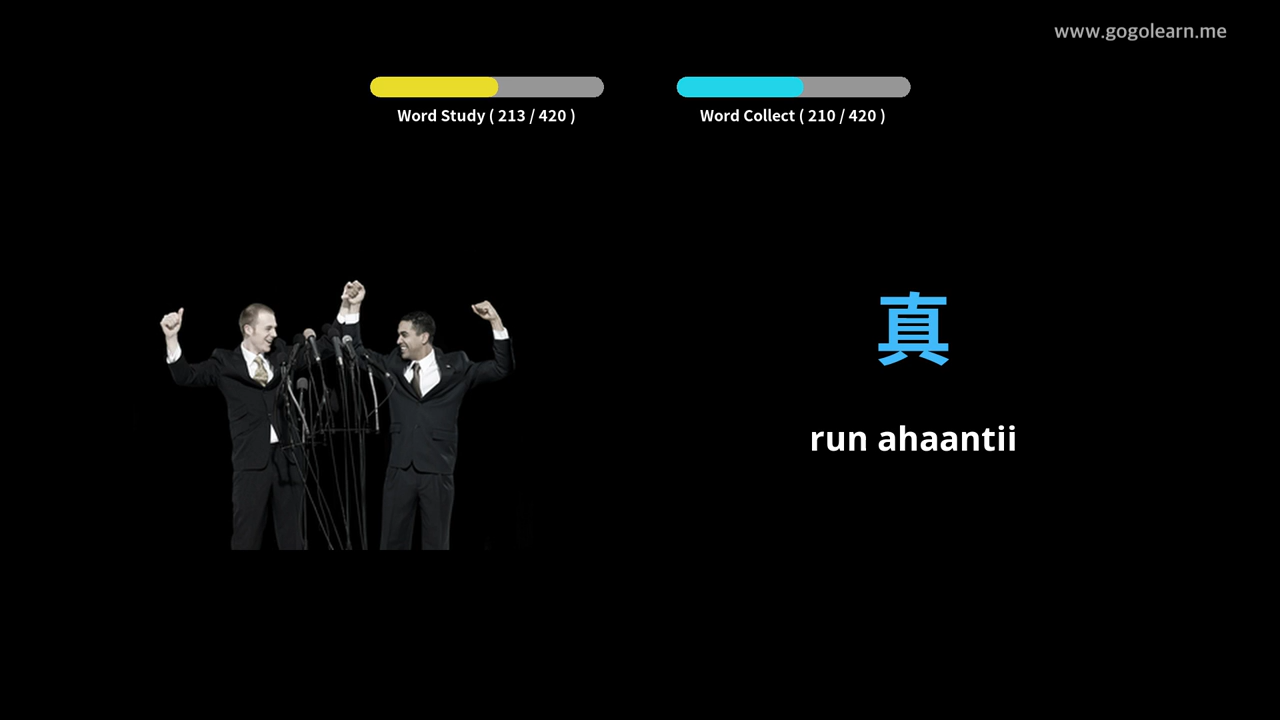 www.gogolearn.me
Word Study ( 213 / 420 )
Word Collect ( 210 / 420 )
真
run ahaantii